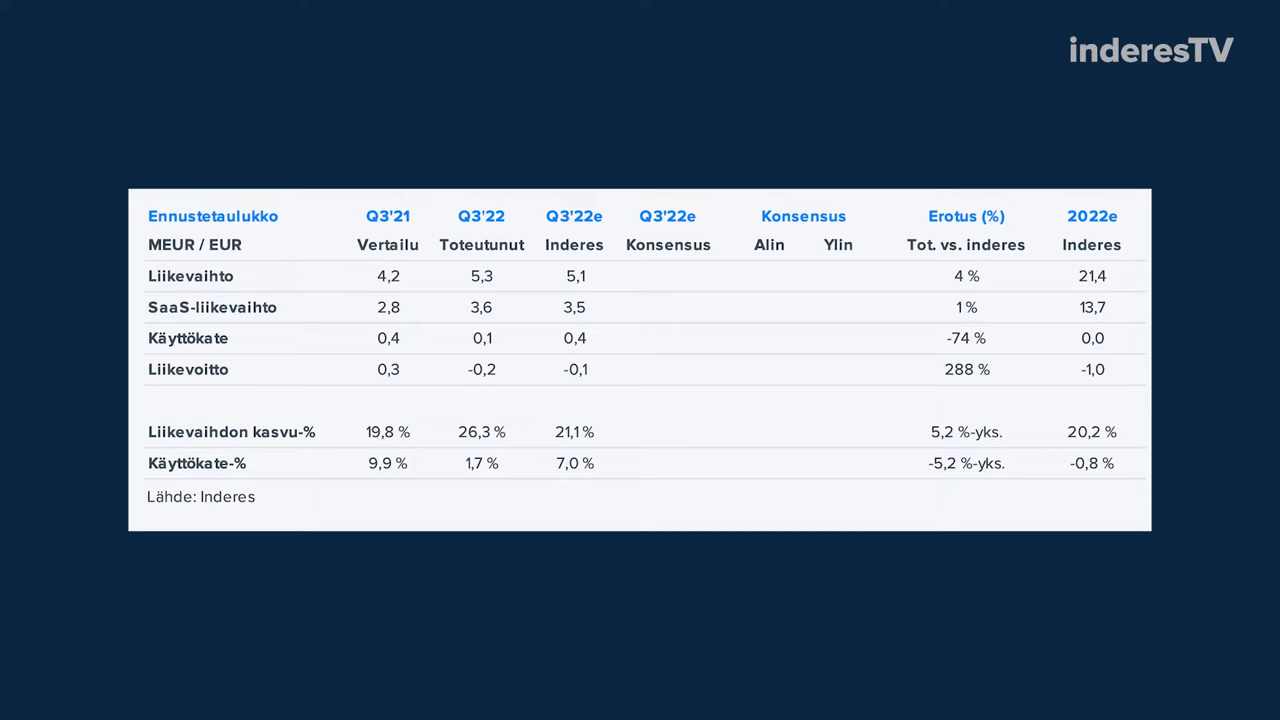 inderesTV
Ennustetaulukko Q3'21 Q3'22 Q3'22e Q3'22e Konsensus Erotus (%) 2022e
MEUR / EUR Vertailu Toteutunut Inderes Konsensus Alin Ylin Tot. vs. inderes Inderes
Liikevaihto 4,2 5,3 5,1 4 % 21,4
SaaS-liikevaihto 2,8 3,6 3,5 1 % 13,7
Käyttökate 0,4 0,1 0,4 -74 % 0,0
Liikevoitto 0,3 -0,2 -0,1 288 % -1,0
Liikevaihdon kasvu-% 19,8 % 26,3 % 21,1 % 5,2 %-yks. 20,2 %
Käyttökate-% 9,9 % 1,7 % 7,0 % -5,2 %-yks. -0,8 %
Lähde: Inderes